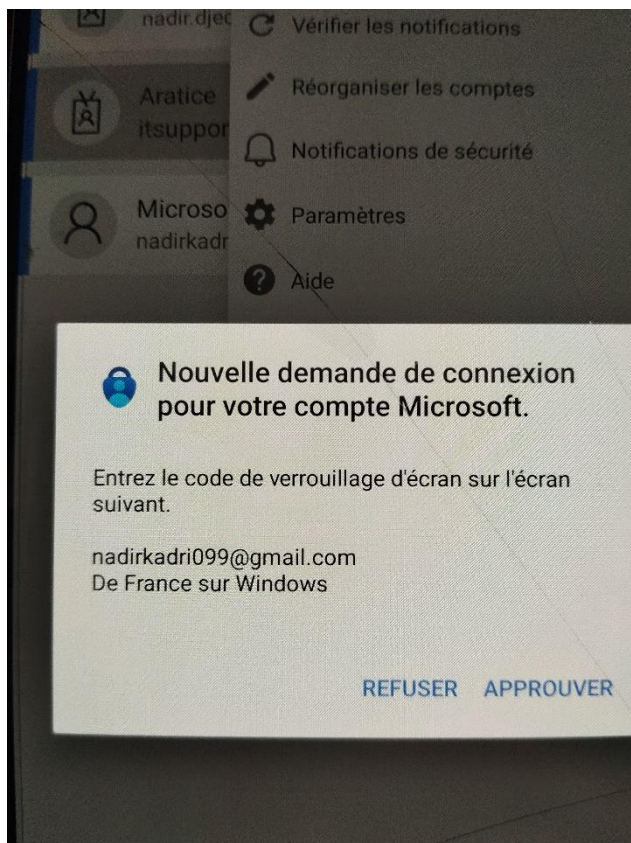 nadir.djed
Vérifier les notifications
Aratice
itsuppor
Réorganiser les comptes
Notifications de sécurité
Microso
nadirkadr
Paramètres
Aide
Nouvelle demande de connexion
pour votre compte Microsoft.
Entrez le code de verrouillage d'écran sur l'écran
suivant.
nadirkadri099@gmail.com
De France sur Windows
REFUSER APPROUVER